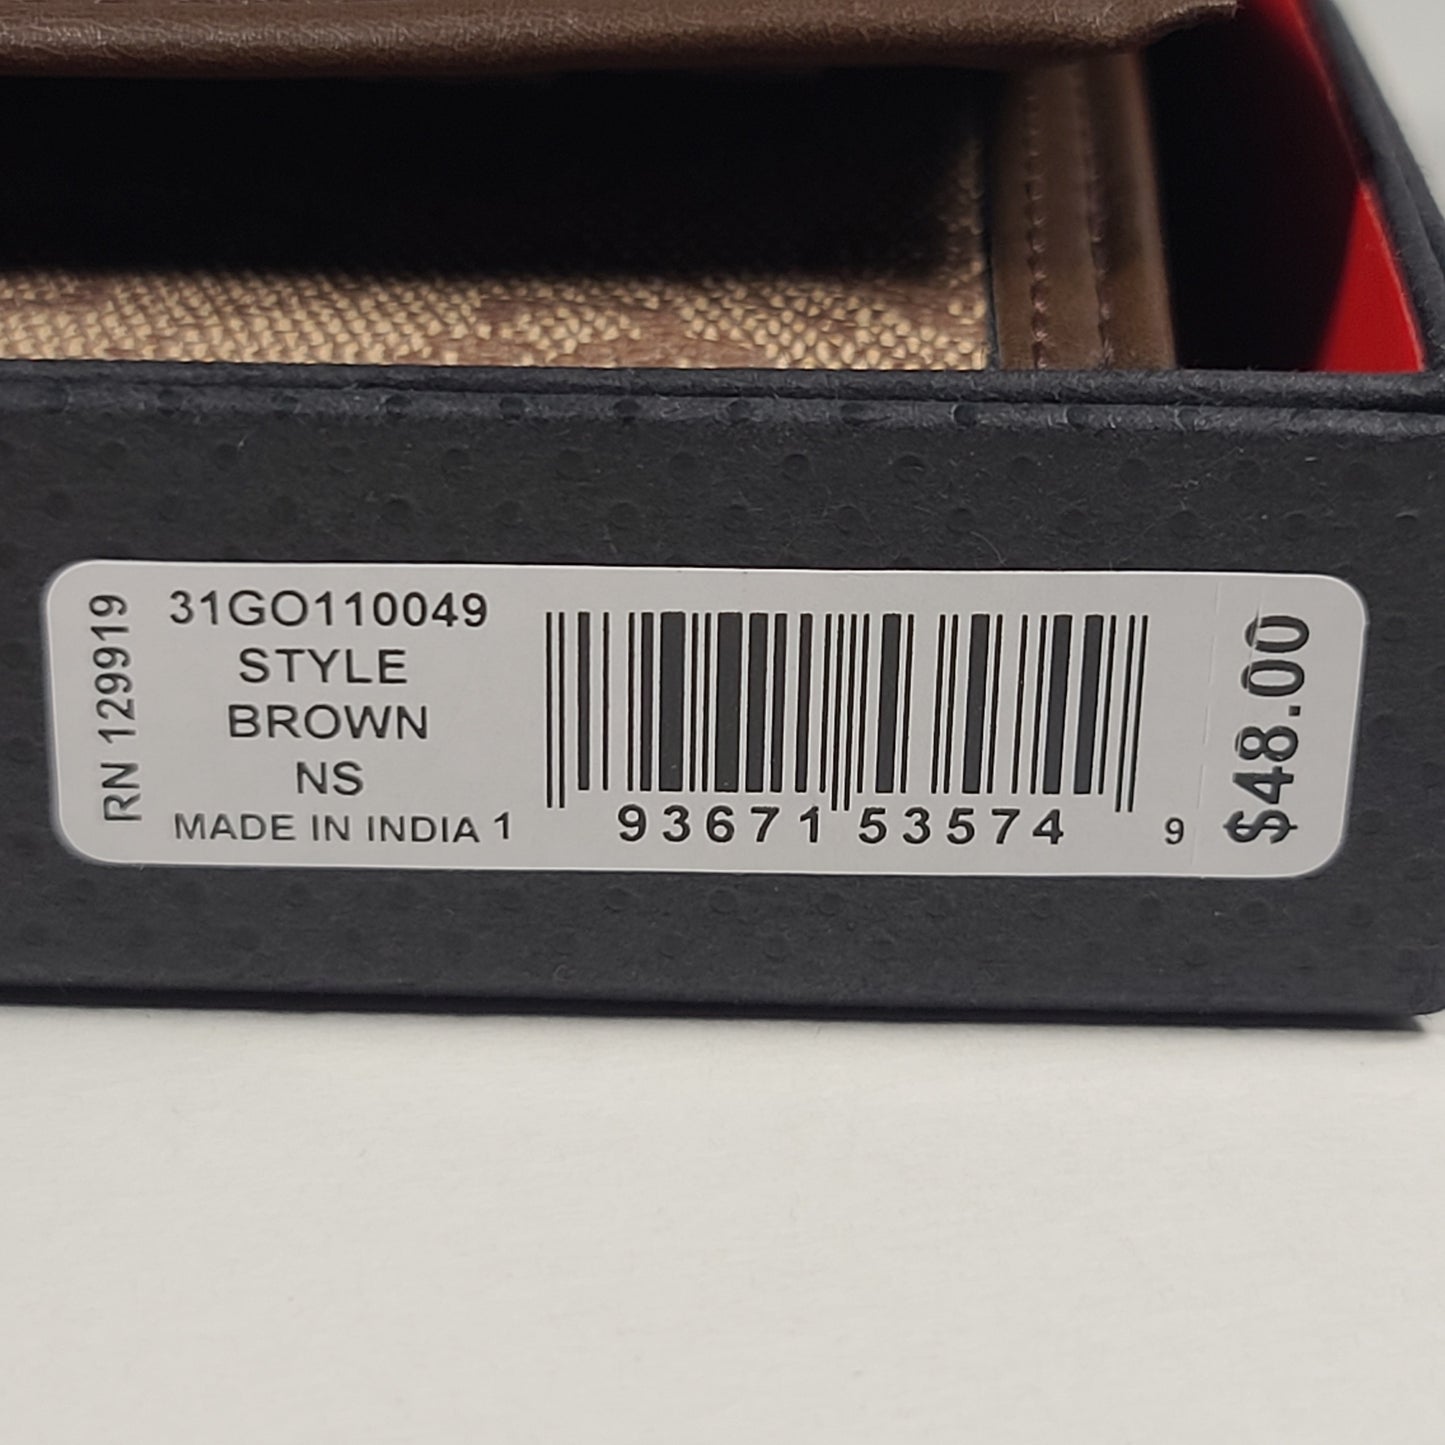 RN 129919
31GO110049
STYLE
BROWN
NS
MADE IN INDIA
1 93671 53574 9
$48.00